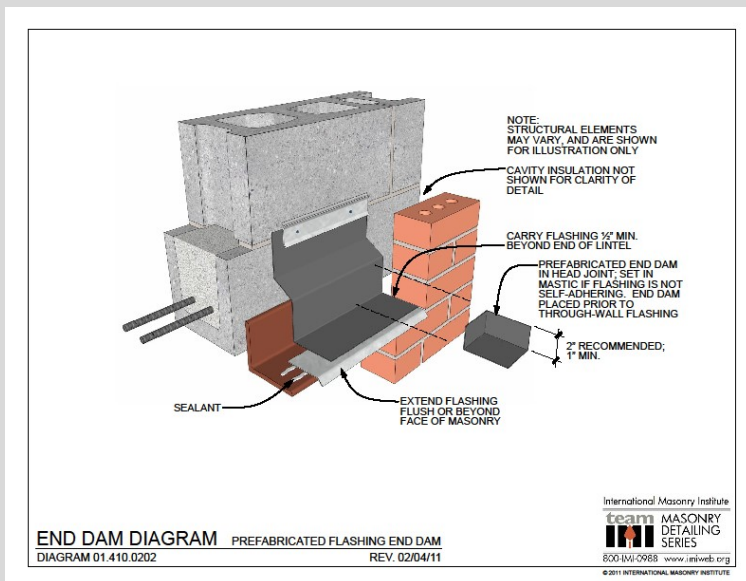 NOTE:
STRUCTURAL ELEMENTS
MAY VARY, AND ARE SHOWN
FOR ILLUSTRATION ONLY
CAVITY INSULATION NOT
SHOWN FOR CLARITY OF
DETAIL
CARRY FLASHING ½" MIN.
BEYOND END OF LINTEL
PREFABRICATED END DAM
IN HEAD JOINT; SET IN
MASTIC IF FLASHING IS NOT
SELF-ADHERING. END DAM
PLACED PRIOR TO
THROUGH-WALL FLASHING
2" RECOMMENDED;
1" MIN.
SEALANT
EXTEND FLASHING
FLUSH OR BEYOND
FACE OF MASONRY
END DAM DIAGRAM PREFABRICATED FLASHING END DAM
DIAGRAM 01.410.0202 REV. 02/04/11
International Masonry Institute
team MASONRY
DETAILING
SERIES
800-IMI-0988 www.imiweb.org
© 2011 INTERNATIONAL MASONRY INSTITUTE